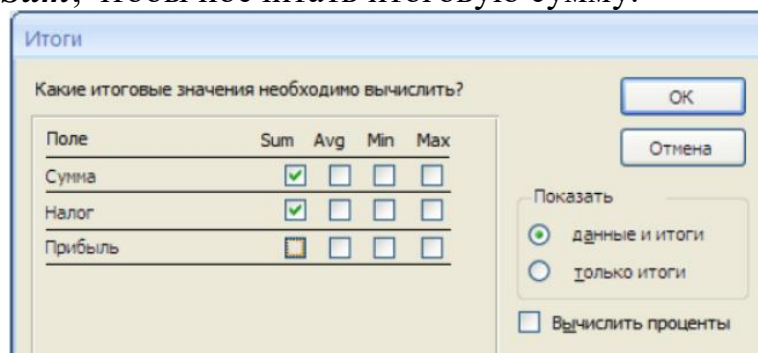 Sum, чтобы посчитать итоговую сумму.
Итоги
Какие итоговые значения необходимо вычислить?
ОК
Отмена
Поле Sum Avg Min Max
Сумма
Налог
Прибыль
Показать
данные и итоги
только итоги
Вычислить проценты